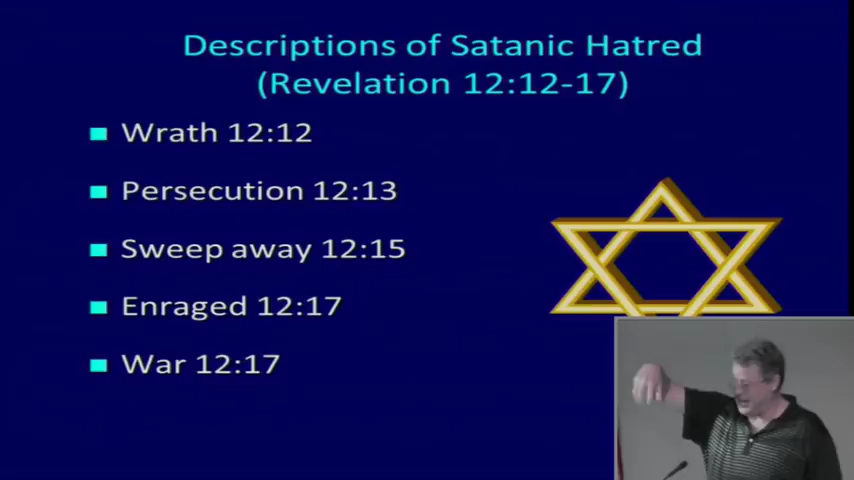 Descriptions of Satanic Hatred
(Revelation 12:12-17)
Wrath 12:12
Persecution 12:13
Sweep away 12:15
Enraged 12:17
War 12:17